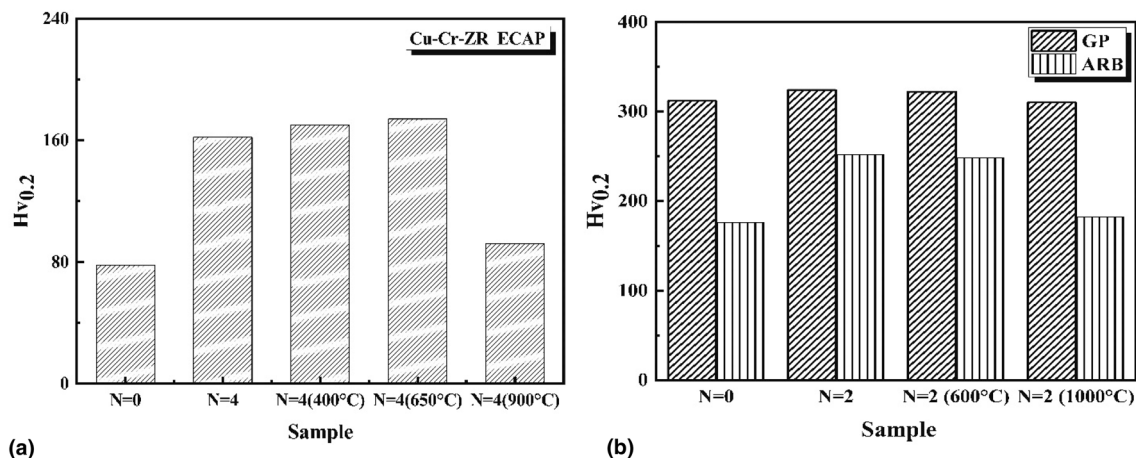 240
160
80
0
Hv0.2
Cu-Cr-ZR ECAP
N=0
N=4
N=4(400°C)
N=4(650°C)
N=4(900°C)
Sample
(a)
400
300
200
100
0
Hv0.2
GP
ARB
N=0
N=2
N=2 (600°C)
N=2 (1000°C)
Sample
(b)